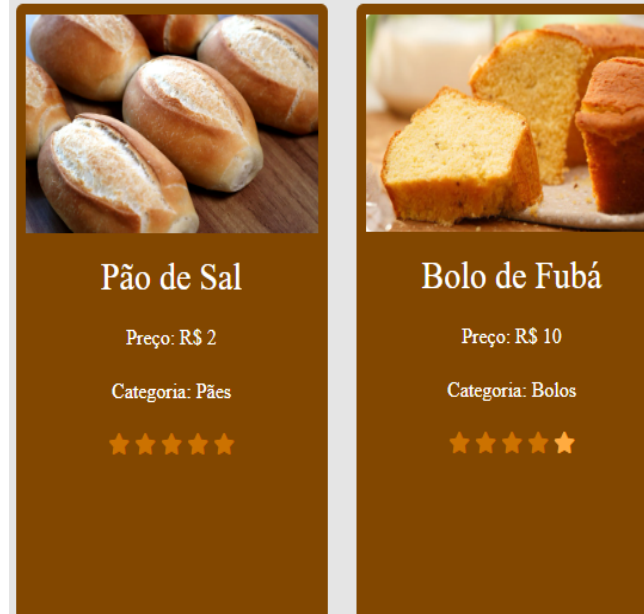 Pão de Sal
Preço: R$ 2
Categoria: Pães
Bolo de Fubá
Preço: R$ 10
Categoria: Bolos